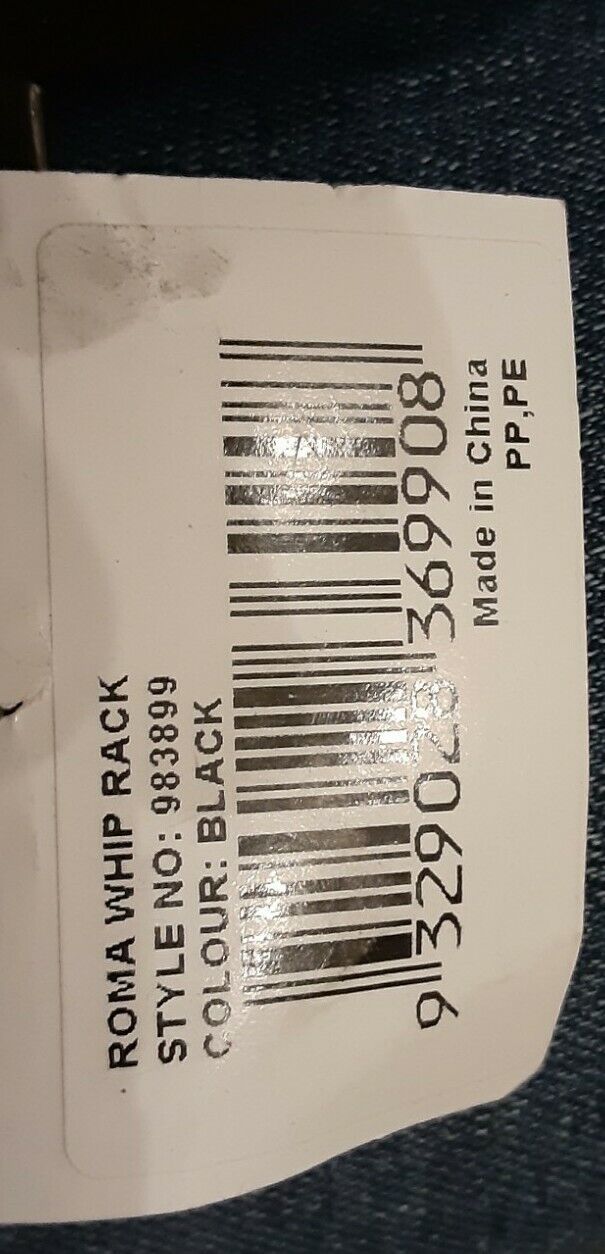 ROMA WHIP RACK
STYLE NO: 983899
COLOUR: BLACK
9 329028 369908
Made in China
PP,PE